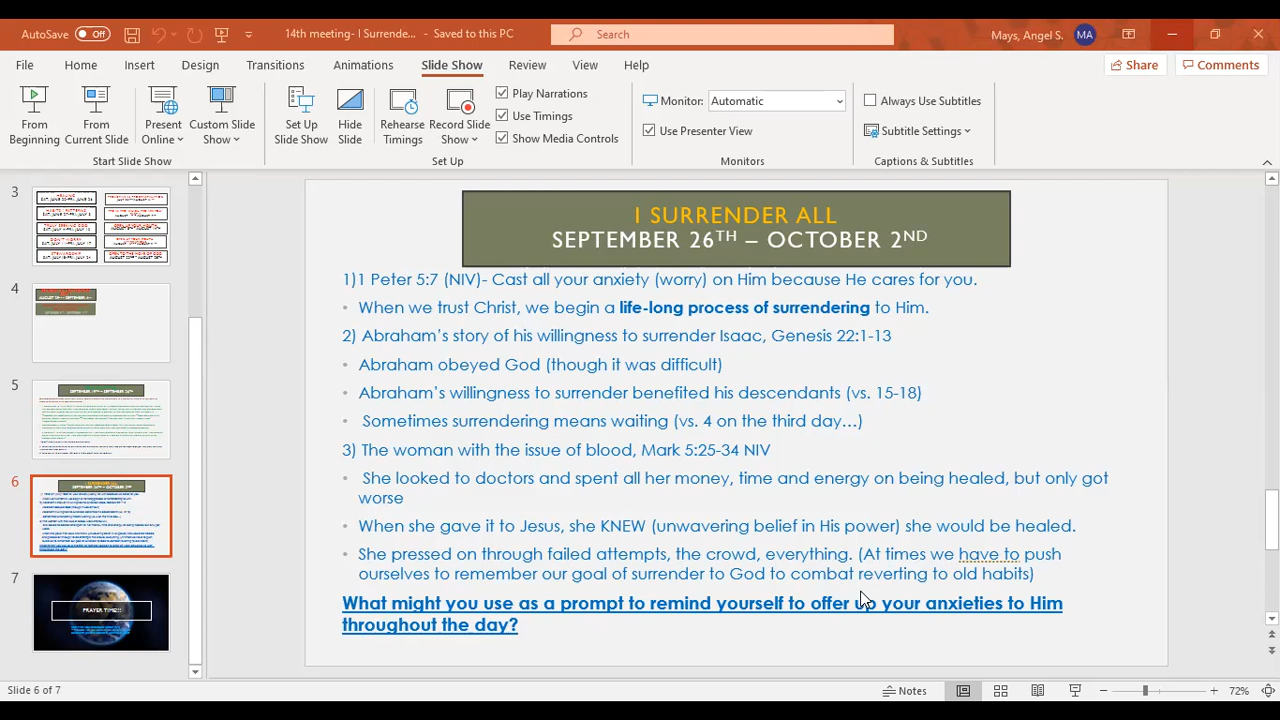 AutoSave Off 14th meeting- I Surrende... - Saved to this PC Search Mays, Angel S. MA
File Home Insert Design Transitions Animations Slide Show Review View Help Share Comments
From Beginning
From Current Slide
Present Online
Custom Slide Show
Start Slide Show
Set Up Slide Show
Hide Slide
Rehearse Timings
Record Slide Show
Play Narrations
Use Timings
Show Media Controls
Set Up
Monitor: Automatic
Use Presenter View
Monitors
Always Use Subtitles
Subtitle Settings
Captions & Subtitles
3
4
5
6
7
PRAYER TIME!!!
I SURRENDER ALL
SEPTEMBER 26TH – OCTOBER 2ND
1)1 Peter 5:7 (NIV)- Cast all your anxiety (worry) on Him because He cares for you.
• When we trust Christ, we begin a life-long process of surrendering to Him.
2) Abraham's story of his willingness to surrender Isaac, Genesis 22:1-13
• Abraham obeyed God (though it was difficult)
• Abraham's willingness to surrender benefited his descendants (vs. 15-18)
• Sometimes surrendering means waiting (vs. 4 on the third day…)
3) The woman with the issue of blood, Mark 5:25-34 NIV
• She looked to doctors and spent all her money, time and energy on being healed, but only got
worse
• When she gave it to Jesus, she KNEW (unwavering belief in His power) she would be healed.
• She pressed on through failed attempts, the crowd, everything. (At times we have to push
ourselves to remember our goal of surrender to God to combat reverting to old habits)
What might you use as a prompt to remind yourself to offer up your anxieties to Him
throughout the day?
Slide 6 of 7 Notes 72%